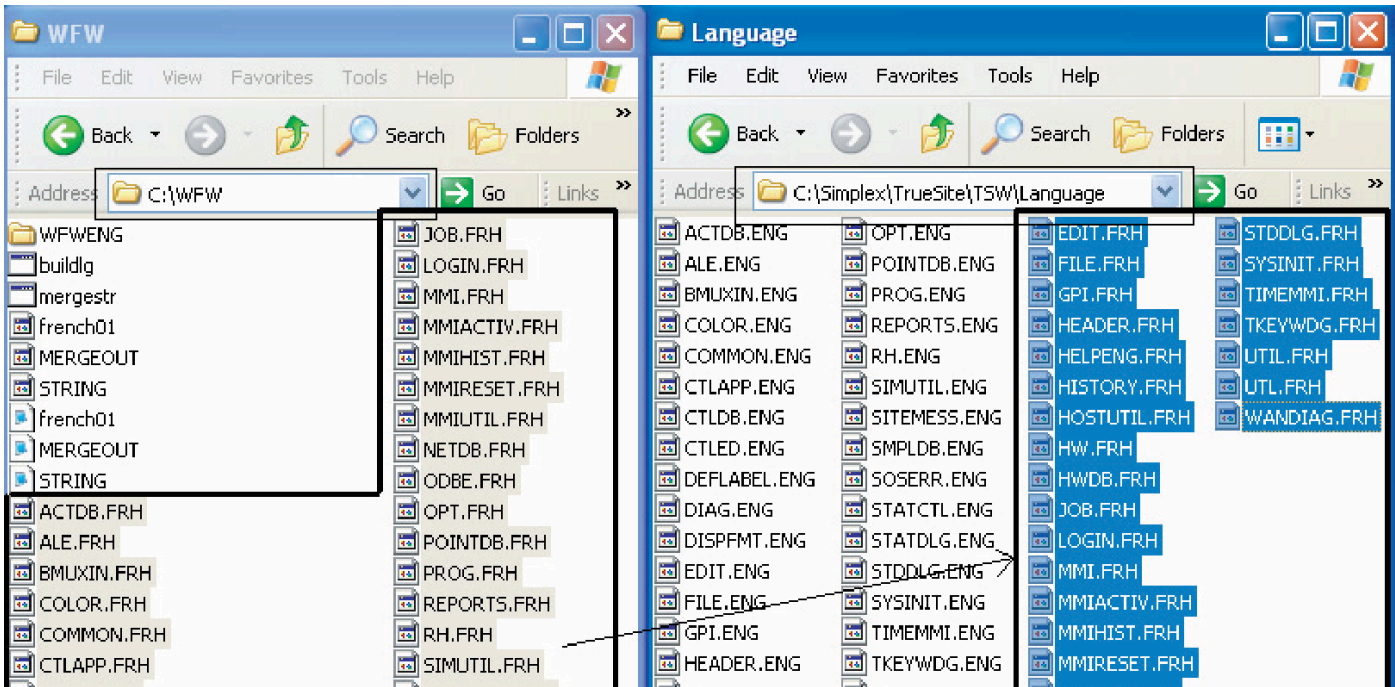 WFW
File Edit View Favorites Tools Help
Back Search Folders »
Address C:\WFW Go Links »
WFWENG
buildlg
mergestr
french01
MERGEOUT
STRING
french01
MERGEOUT
STRING
ACTDB.FRH
ALE.FRH
BMUXIN.FRH
COLOR.FRH
COMMON.FRH
CTLAPP.FRH
JOB.FRH
LOGIN.FRH
MMI.FRH
MMIACTIV.FRH
MMIHIST.FRH
MMIRESET.FRH
MMIUTIL.FRH
NETDB.FRH
ODBE.FRH
OPT.FRH
POINTDB.FRH
PROG.FRH
REPORTS.FRH
RH.FRH
SIMUTIL.FRH
Language
File Edit View Favorites Tools Help
Back Search Folders
Address C:\Simplex\TrueSite\TSW\Language Go Links »
ACTDB.ENG
ALE.ENG
BMUXIN.ENG
COLOR.ENG
COMMON.ENG
CTLAPP.ENG
CTLDB.ENG
CTLED.ENG
DEFLABEL.ENG
DIAG.ENG
DISPFMT.ENG
EDIT.ENG
FILE.ENG
GPI.ENG
HEADER.ENG
OPT.ENG
POINTDB.ENG
PROG.ENG
REPORTS.ENG
RH.ENG
SIMUTIL.ENG
SITEMESS.ENG
SMPLDB.ENG
SOSERR.ENG
STATCTL.ENG
STATDLG.ENG
STDDLG.ENG
SYSINIT.ENG
TIMEMMI.ENG
TKEYWDG.ENG
EDIT.FRH
FILE.FRH
GPI.FRH
HEADER.FRH
HELPENG.FRH
HISTORY.FRH
HOSTUTIL.FRH
HW.FRH
HWDB.FRH
JOB.FRH
LOGIN.FRH
MMI.FRH
MMIACTIV.FRH
MMIHIST.FRH
MMIRESET.FRH
STDDLG.FRH
SYSINIT.FRH
TIMEMMI.FRH
TKEYWDG.FRH
UTIL.FRH
UTL.FRH
WANDIAG.FRH